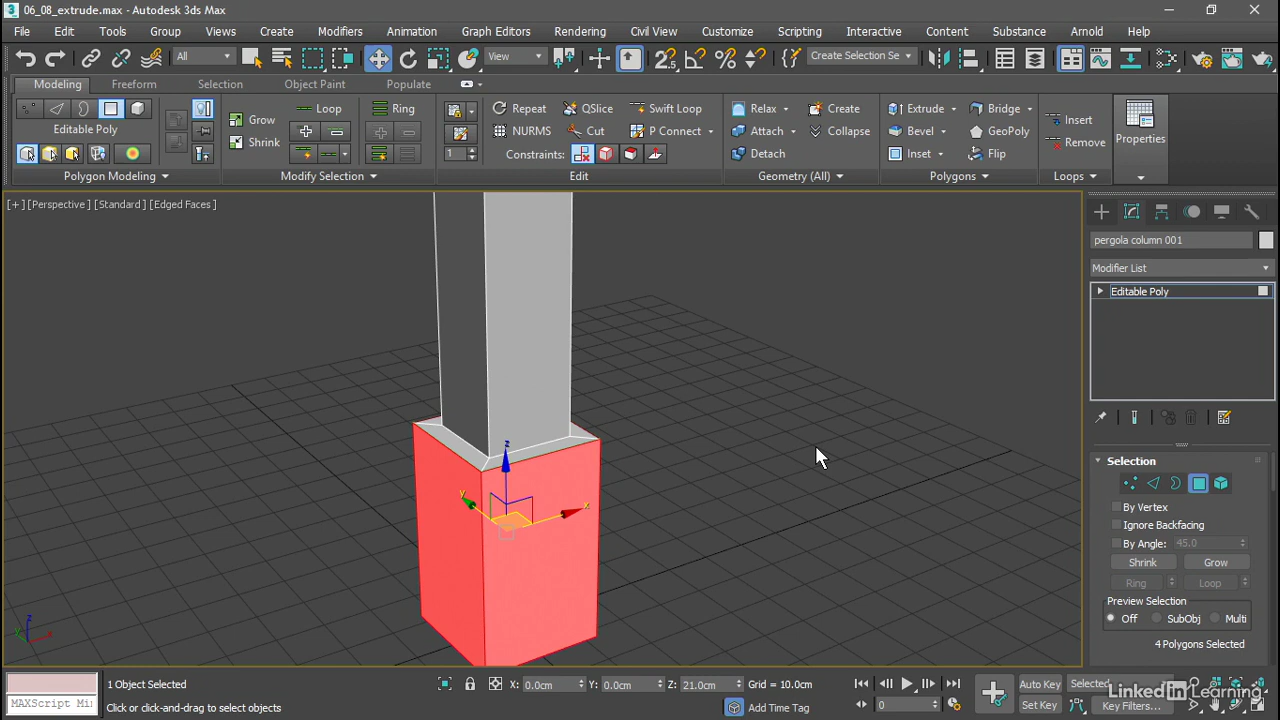 06_08_extrude.max - Autodesk 3ds Max
File Edit Tools Group Views Create Modifiers Animation Graph Editors Rendering Civil View Customize Scripting Interactive Content Substance Arnold Help
All View Create Selection Se
Modeling Freeform Selection Object Paint Populate
Loop Ring Repeat QSlice Swift Loop Relax Create Extrude Bridge Insert
Grow
Editable Poly NURMS Cut P Connect Attach Collapse Bevel GeoPoly Remove Properties
Shrink
1 Constraints: Detach Inset Flip
Polygon Modeling Modify Selection Edit Geometry (All) Polygons Loops
[+] [Perspective] [Standard] [Edged Faces]
pergola column 001
Modifier List
Editable Poly
z
y
x
Selection
By Vertex
Ignore Backfacing
By Angle: 45.0
Shrink Grow
Ring Loop
Preview Selection
Off SubObj Multi
4 Polygons Selected
z
y x
1 Object Selected X: 0.0cm Y: 0.0cm Z: 21.0cm Grid = 10.0cm Auto Key Selected
MAXScript Mi
Click or click-and-drag to select objects Add Time Tag 0 Set Key Key Filters...
LinkedIn Learning